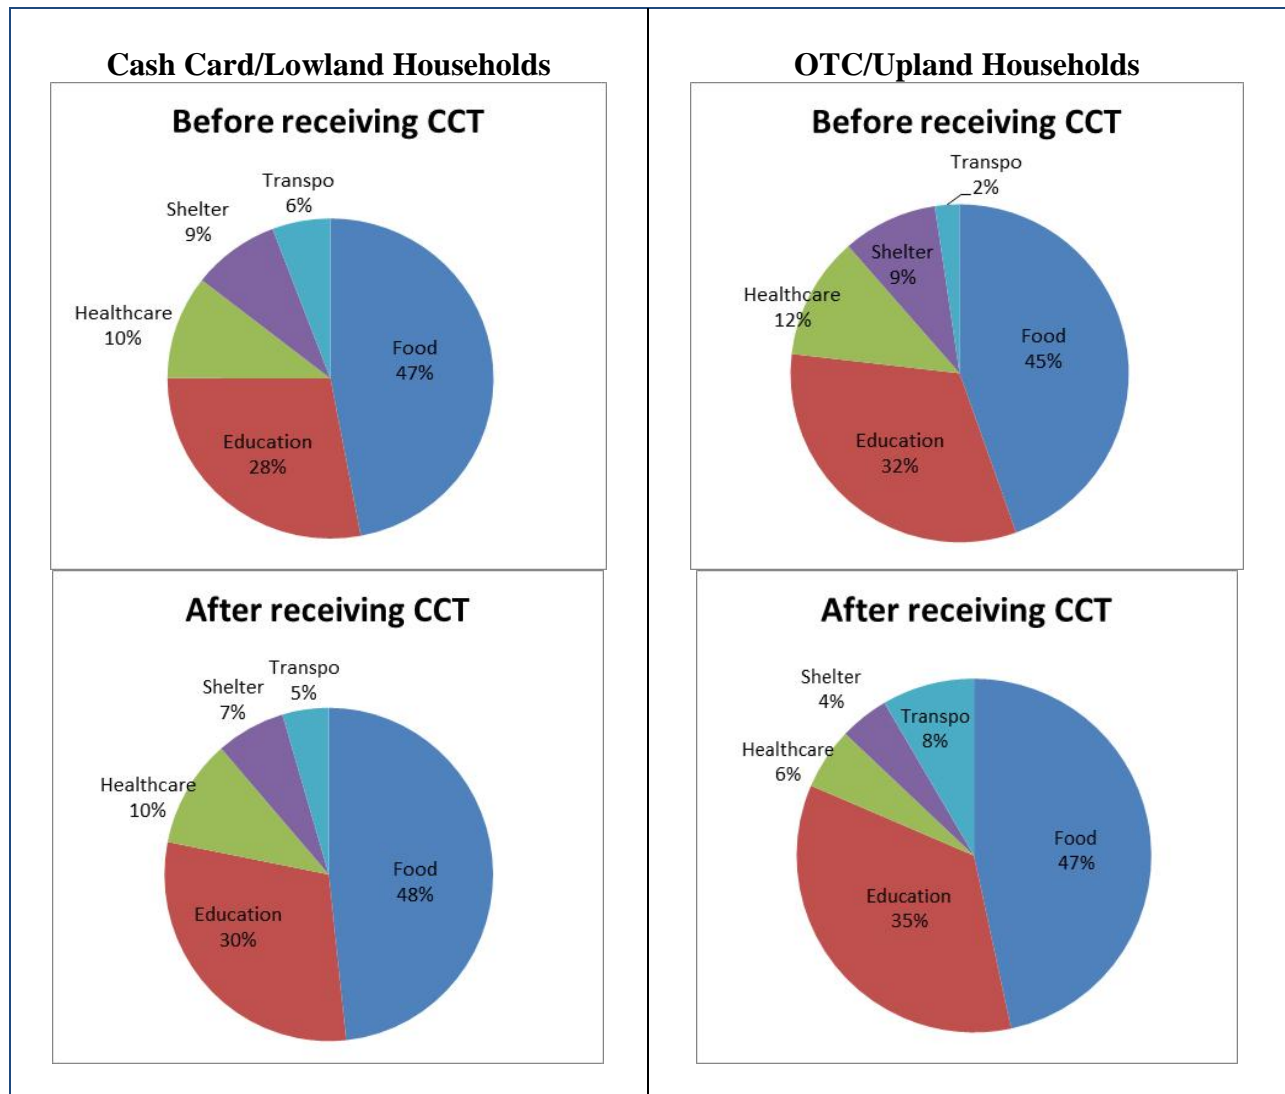 Cash Card/Lowland Households
Before receiving CCT
Transpo
6%
Shelter
9%
Healthcare
10%
Food
47%
Education
28%
After receiving CCT
Transpo
5%
Shelter
7%
Healthcare
10%
Food
48%
Education
30%
OTC/Upland Households
Before receiving CCT
Transpo
2%
Shelter
9%
Healthcare
12%
Food
45%
Education
32%
After receiving CCT
Shelter
4%
Transpo
8%
Healthcare
6%
Food
47%
Education
35%